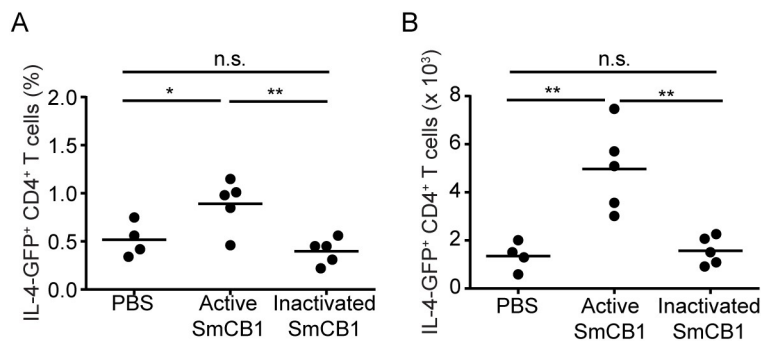 A
n.s.
*
**
IL-4-GFP⁺ CD4⁺ T cells (%)
2.0
1.5
1.0
0.5
0.0
PBS
Active
SmCB1
Inactivated
SmCB1
B
n.s.
**
**
IL-4-GFP⁺ CD4⁺ T cells (x 10³)
8
6
4
2
0
PBS
Active
SmCB1
Inactivated
SmCB1